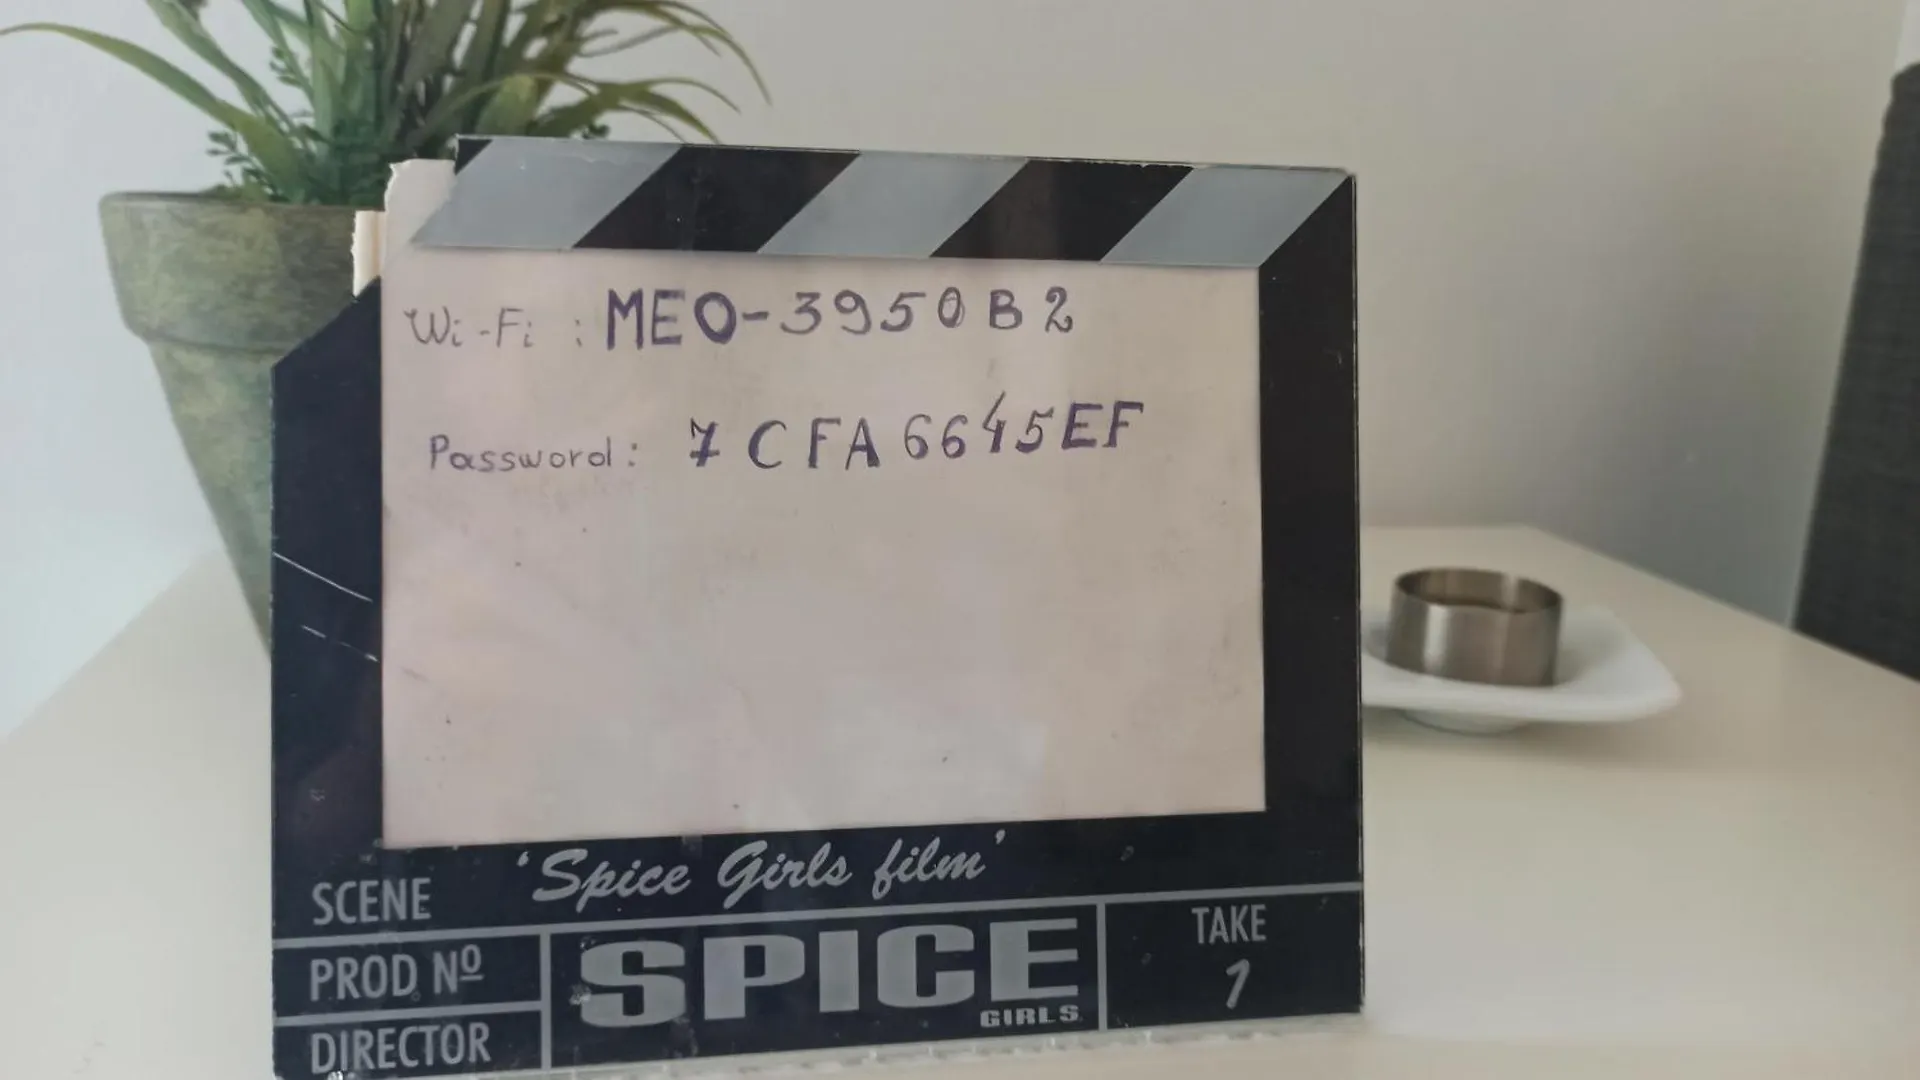 Wi-Fi : MEO-3950B2
Password: 7CFA6645EF
SCENE 'Spice Girls film'
PROD Nº
SPICE
GIRLS
TAKE
1
DIRECTOR